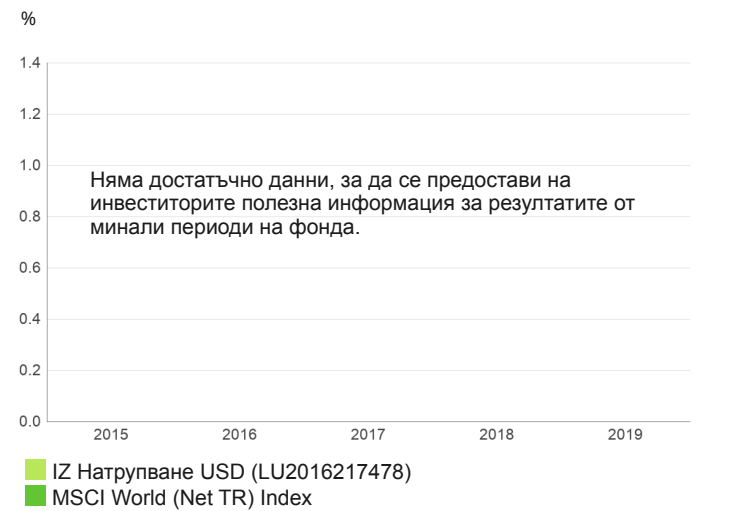 %
1.4
1.2
1.0
Няма достатъчно данни, за да се предостави на
инвеститорите полезна информация за резултатите от
0.8
минали периоди на фонда.
0.6
0.4
0.2
0.0
2015 2016 2017 2018 2019
IZ Натрупване USD (LU2016217478)
MSCI World (Net TR) Index